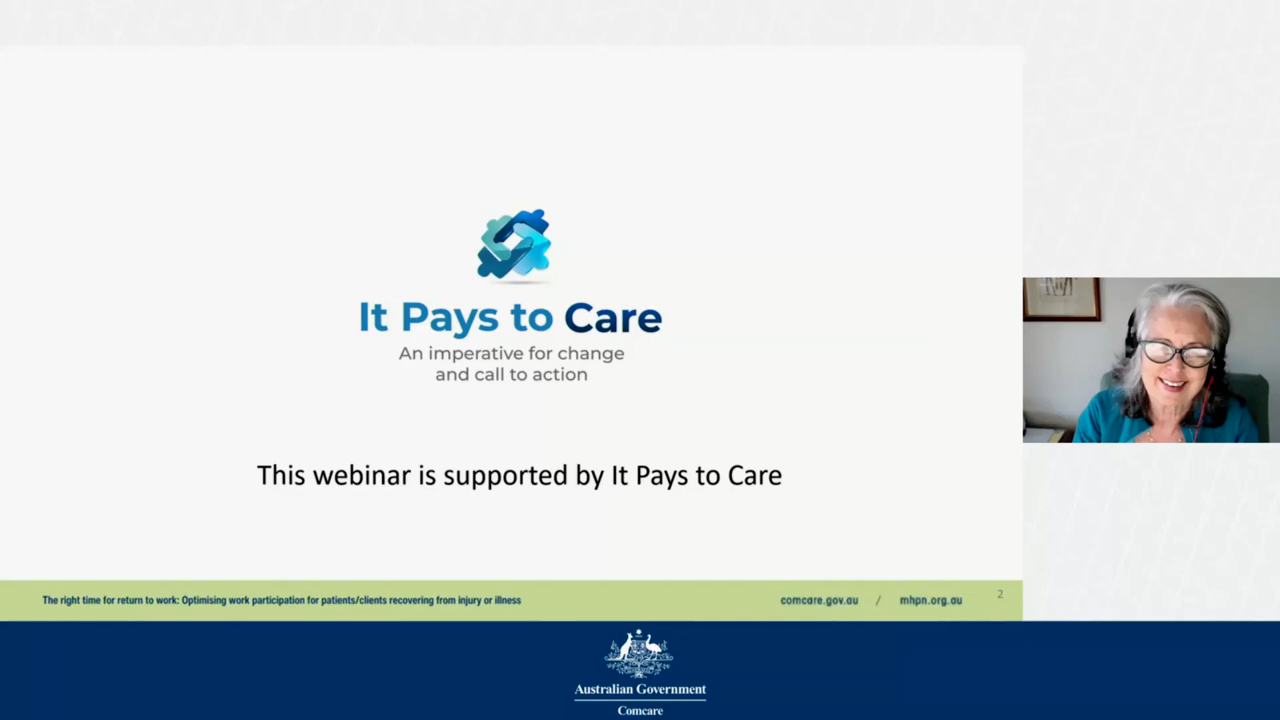 It Pays to Care
An imperative for change
and call to action
This webinar is supported by It Pays to Care
The right time for return to work: Optimising work participation for patients/clients recovering from injury or illness
comcare.gov.au / mhpn.org.au
2
Australian Government
Comcare